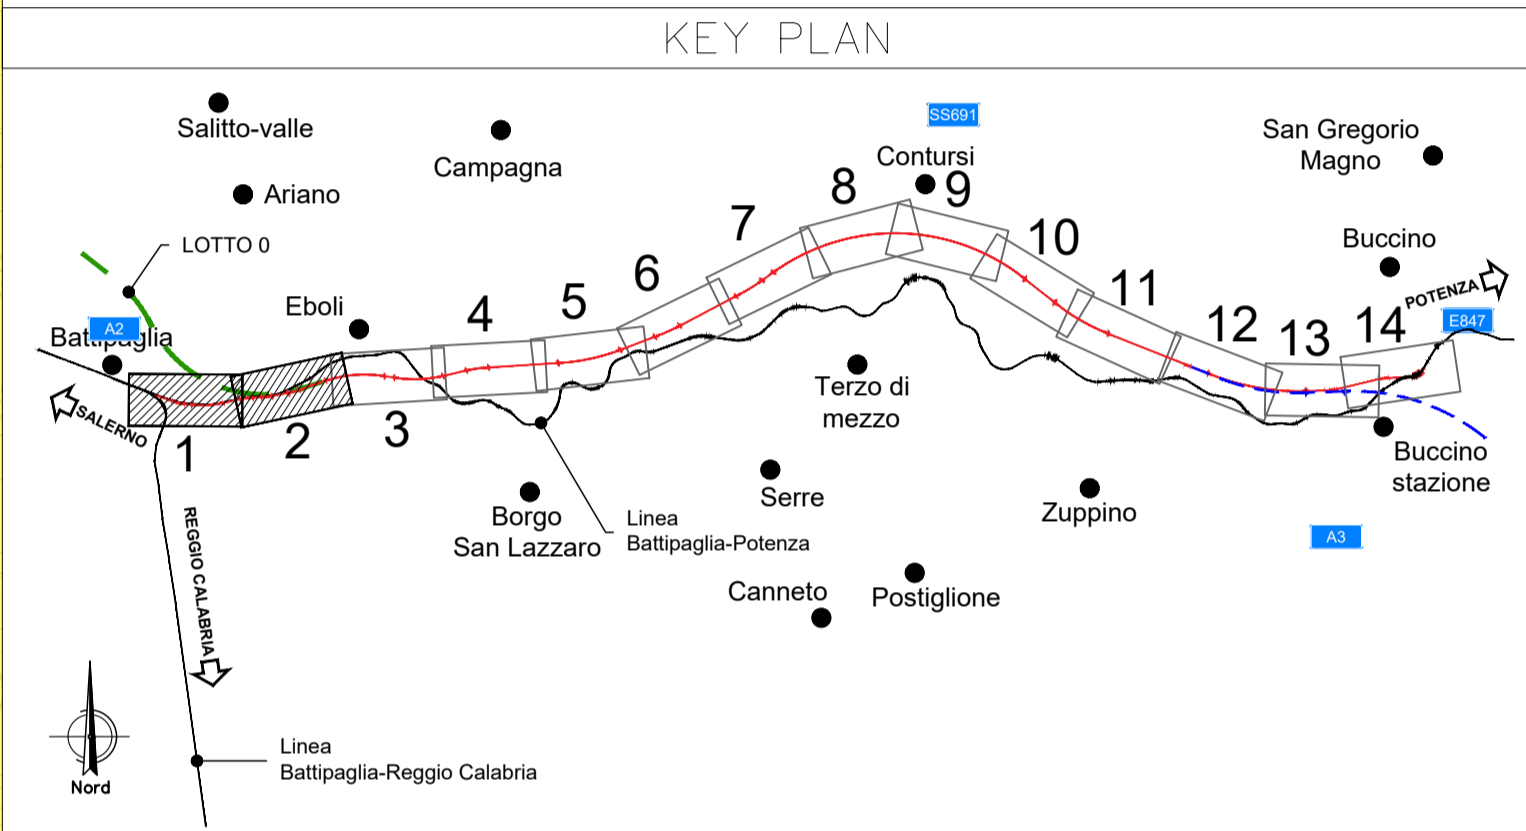 KEY PLAN
Salitto-valle
Campagna
SS691
Contursi
San Gregorio
Magno
Ariano
LOTTO 0
Buccino
Eboli
Battipaglia
A2
POTENZA
E847
1
2
3
4
5
6
7
8
9
10
11
12
13
14
SALERNO
Terzo di
mezzo
Buccino
stazione
Serre
Zuppino
Borgo
San Lazzaro
Linea
Battipaglia-Potenza
A3
REGGIO CALABRIA
Canneto
Postiglione
Linea
Battipaglia-Reggio Calabria
Nord